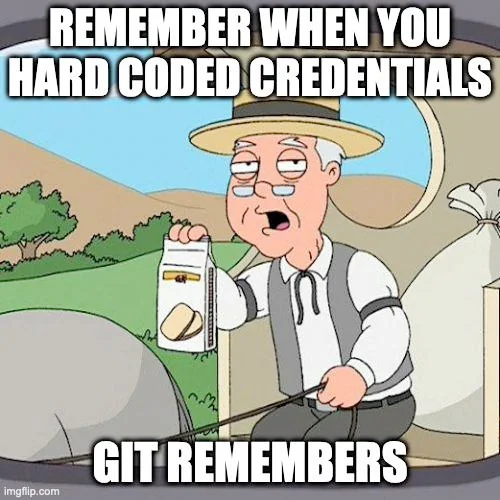 REMEMBER WHEN YOU
HARD CODED CREDENTIALS
GIT REMEMBERS
imgflip.com